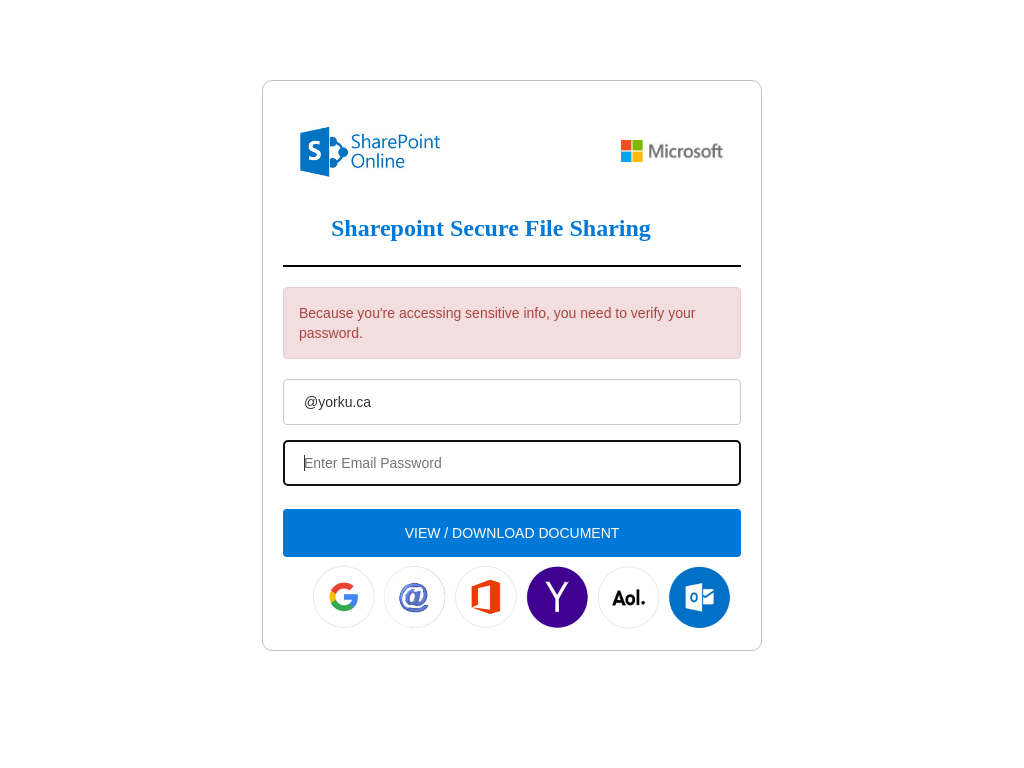 S SharePoint
Online
Microsoft
Sharepoint Secure File Sharing
Because you're accessing sensitive info, you need to verify your
password.
@yorku.ca
Enter Email Password
VIEW / DOWNLOAD DOCUMENT
G @ Y Aol. O